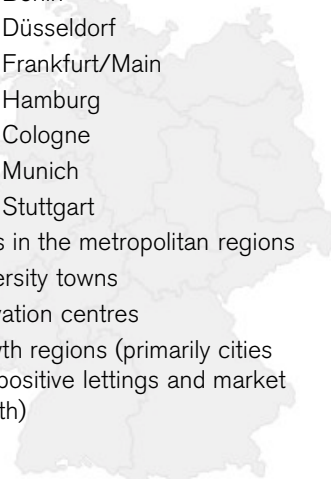 Düsseldorf
Frankfurt/Main
Hamburg
Cologne
Munich
Stuttgart
s in the metropolitan regions
ersity towns
vation centres
th regions (primarily cities
positive lettings and market
th)